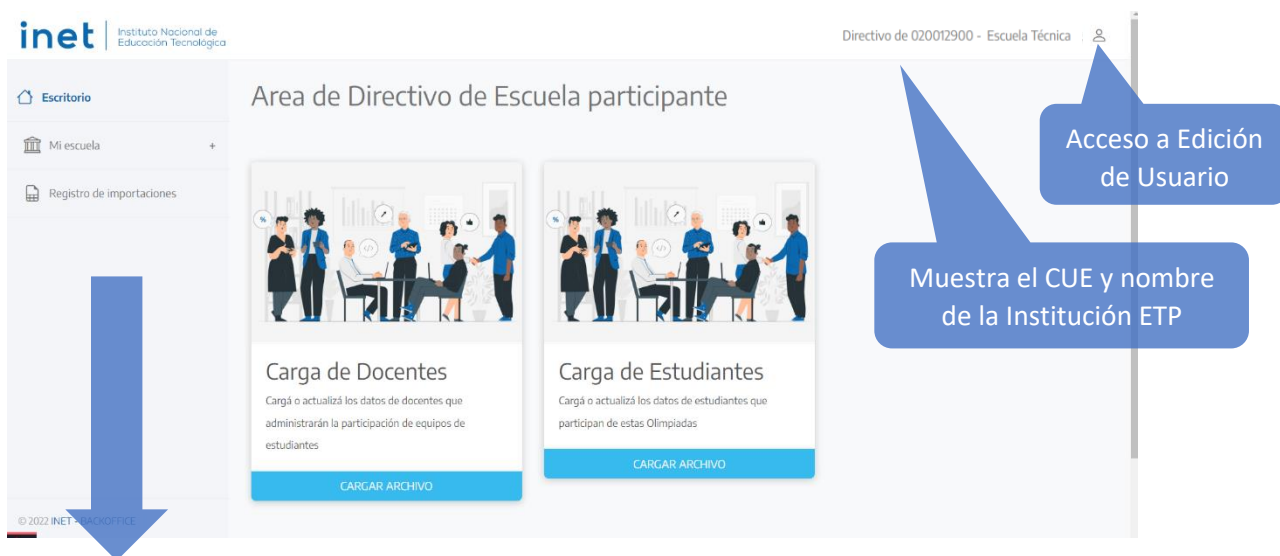 inet
Instituto Nacional de
Educación Tecnológica
Directivo de 020012900 - Escuela Técnica
Escritorio
Mi escuela +
Registro de importaciones
Area de Directivo de Escuela participante
Acceso a Edición
de Usuario
Muestra el CUE y nombre
de la Institución ETP
Carga de Docentes
Cargá o actualizá los datos de docentes que
administrarán la participación de equipos de
estudiantes
CARGAR ARCHIVO
Carga de Estudiantes
Cargá o actualizá los datos de estudiantes que
participan de estas Olimpiadas
CARGAR ARCHIVO
© 2022 INET - BACKOFFICE